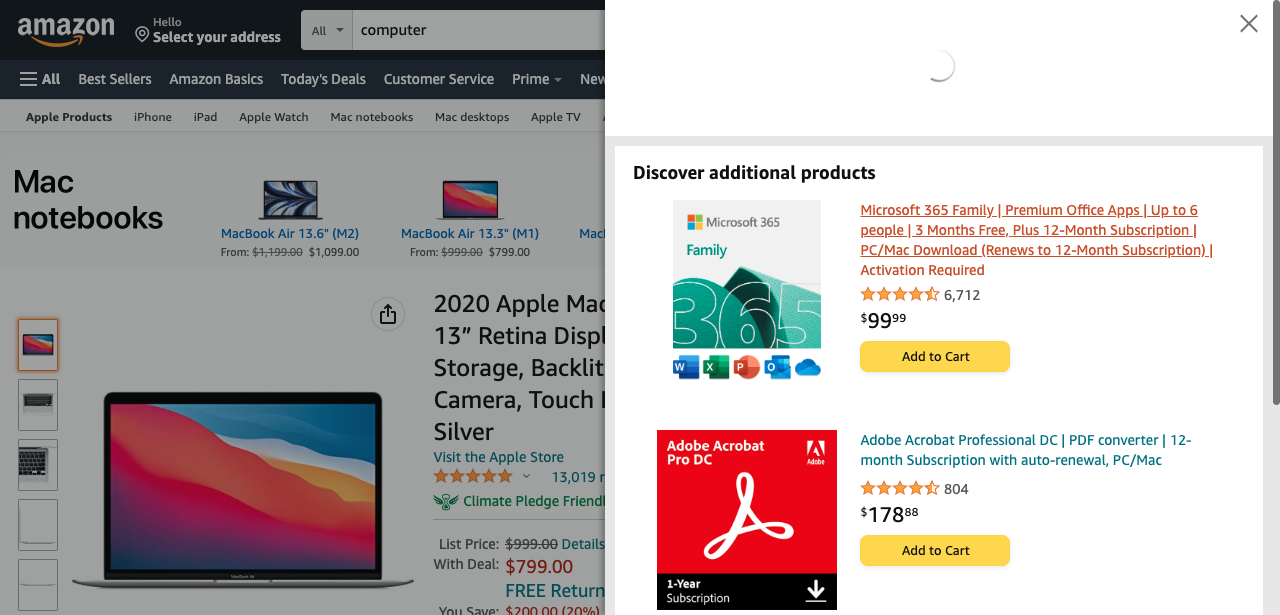 amazon
Hello
Select your address
All
computer
All
Best Sellers
Amazon Basics
Today's Deals
Customer Service
Prime
New
Apple Products
iPhone
iPad
Apple Watch
Mac notebooks
Mac desktops
Apple TV
Mac
notebooks
MacBook Air 13.6" (M2)
From: $1,199.00 $1,099.00
MacBook Air 13.3" (M1)
From: $999.00 $799.00
2020 Apple Mac
13” Retina Displ
Storage, Backlit
Camera, Touch
Silver
Visit the Apple Store
13,019
Climate Pledge Friendl
List Price: $999.00 Details
With Deal: $799.00
FREE Return
You Save: $200.00 (20%)
MacBook Air
Discover additional products
Microsoft 365
Family
365
W X P O
Microsoft 365 Family | Premium Office Apps | Up to 6
people | 3 Months Free, Plus 12-Month Subscription |
PC/Mac Download (Renews to 12-Month Subscription) |
Activation Required
6,712
$99 99
Add to Cart
Adobe Acrobat
Pro DC
Adobe
1-Year
Subscription
Adobe Acrobat Professional DC | PDF converter | 12-
month Subscription with auto-renewal, PC/Mac
804
$178 88
Add to Cart